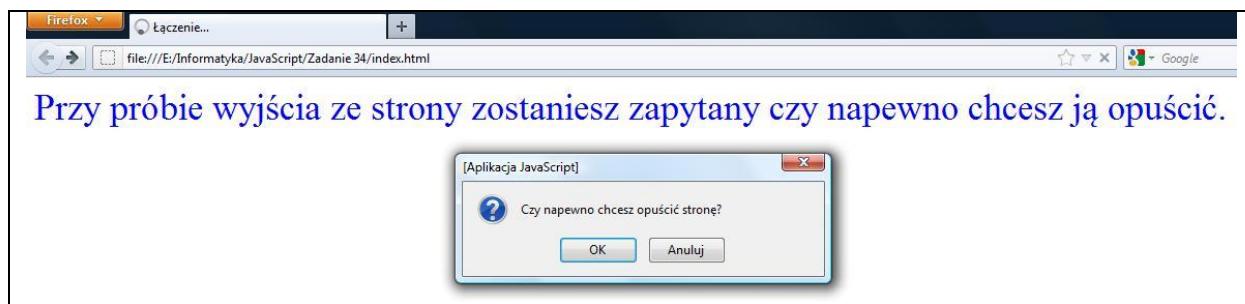 Firefox
Łączenie...
file:///E:/Informatyka/JavaScript/Zadanie 34/index.html
Google
Przy próbie wyjścia ze strony zostaniesz zapytany czy napewno chcesz ją opuścić.
[Aplikacja JavaScript]
Czy napewno chcesz opuścić stronę?
OK Anuluj